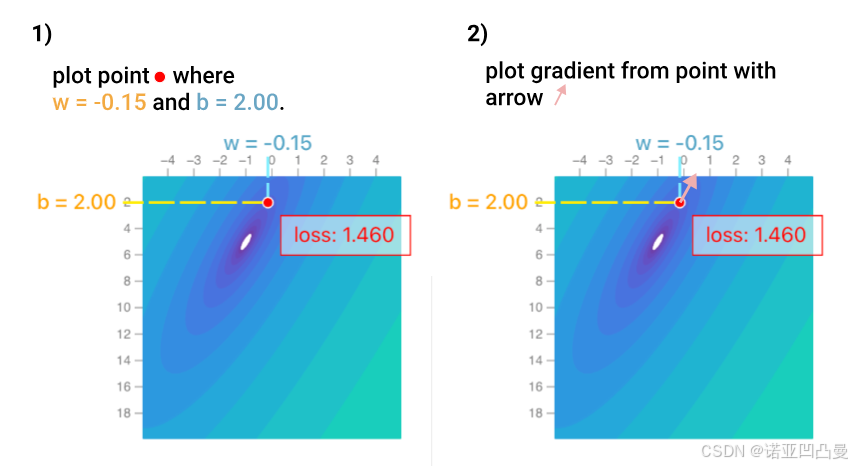 1)
plot point where
w = -0.15 and b = 2.00.
w = -0.15
-4 -3 -2 -1 0 1 2 3 4
b = 2.00
2
4
6
8
10
12
14
16
18
loss: 1.460
2)
plot gradient from point with
arrow
w = -0.15
-4 -3 -2 -1 0 1 2 3 4
b = 2.00
2
4
6
8
10
12
14
16
18
loss: 1.460
CSDN @诺亚凹凸曼